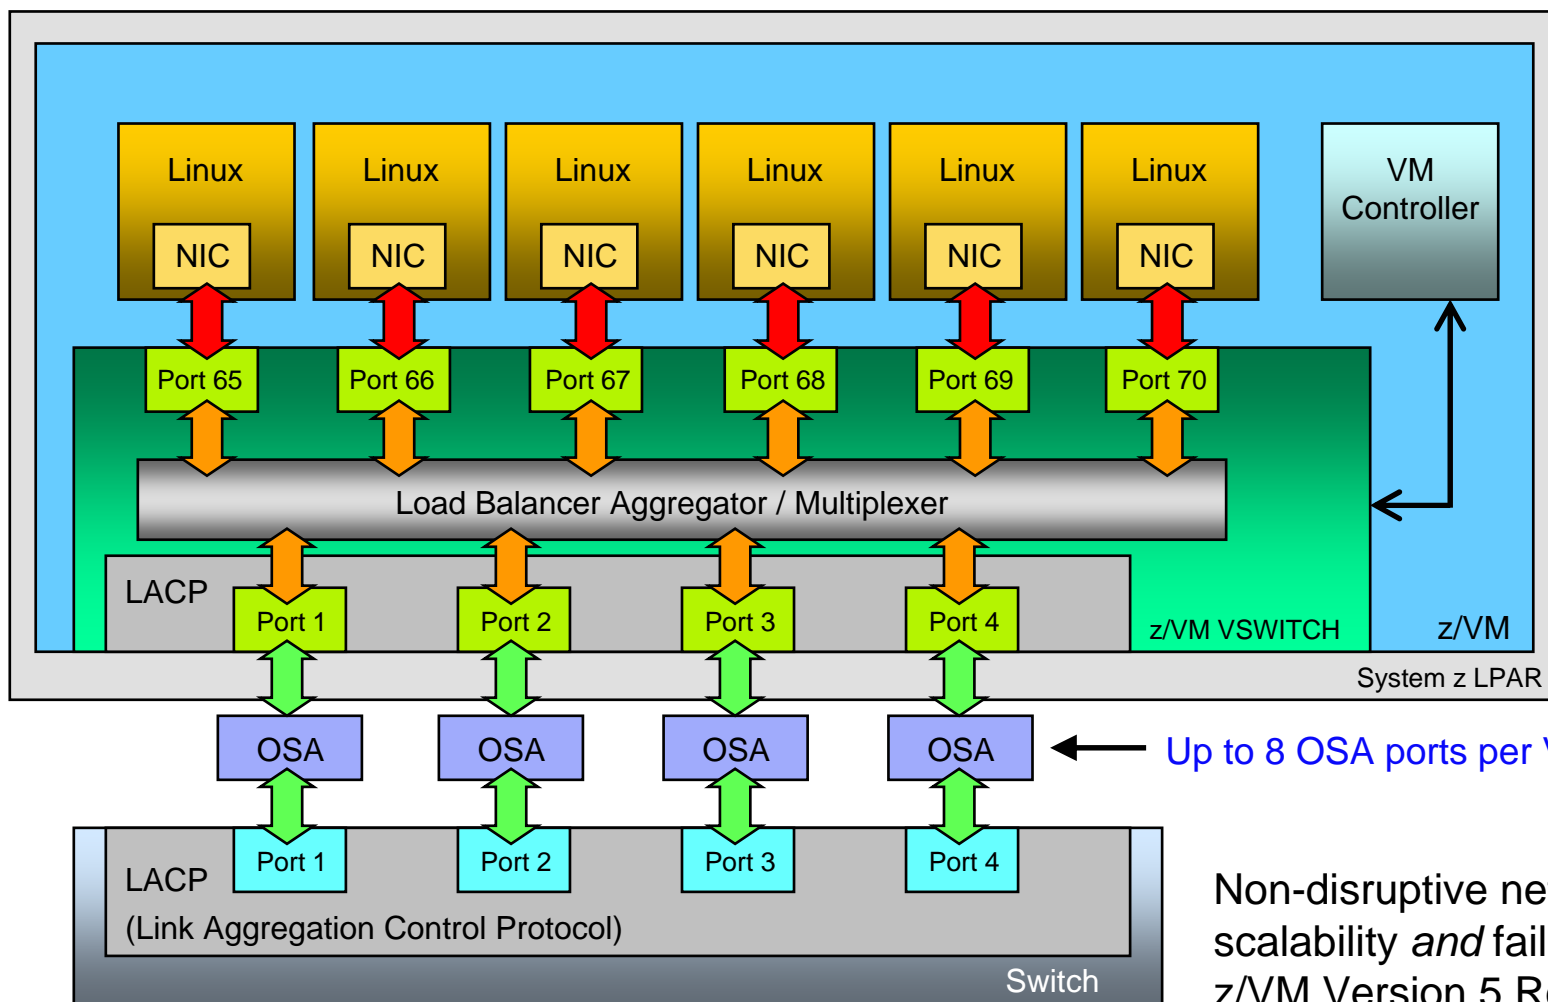 Linux Linux Linux Linux Linux Linux
VM
Controller
NIC NIC NIC NIC NIC NIC
Port 65 Port 66 Port 67 Port 68 Port 69 Port 70
Load Balancer Aggregator / Multiplexer
LACP
Port 1 Port 2 Port 3 Port 4
z/VM VSWITCH
z/VM
System z LPAR
OSA OSA OSA OSA
Up to 8 OSA ports per
Port 1 Port 2 Port 3 Port 4
LACP
(Link Aggregation Control Protocol)
Switch
Non-disruptive
scalability and
z/VM Version 5